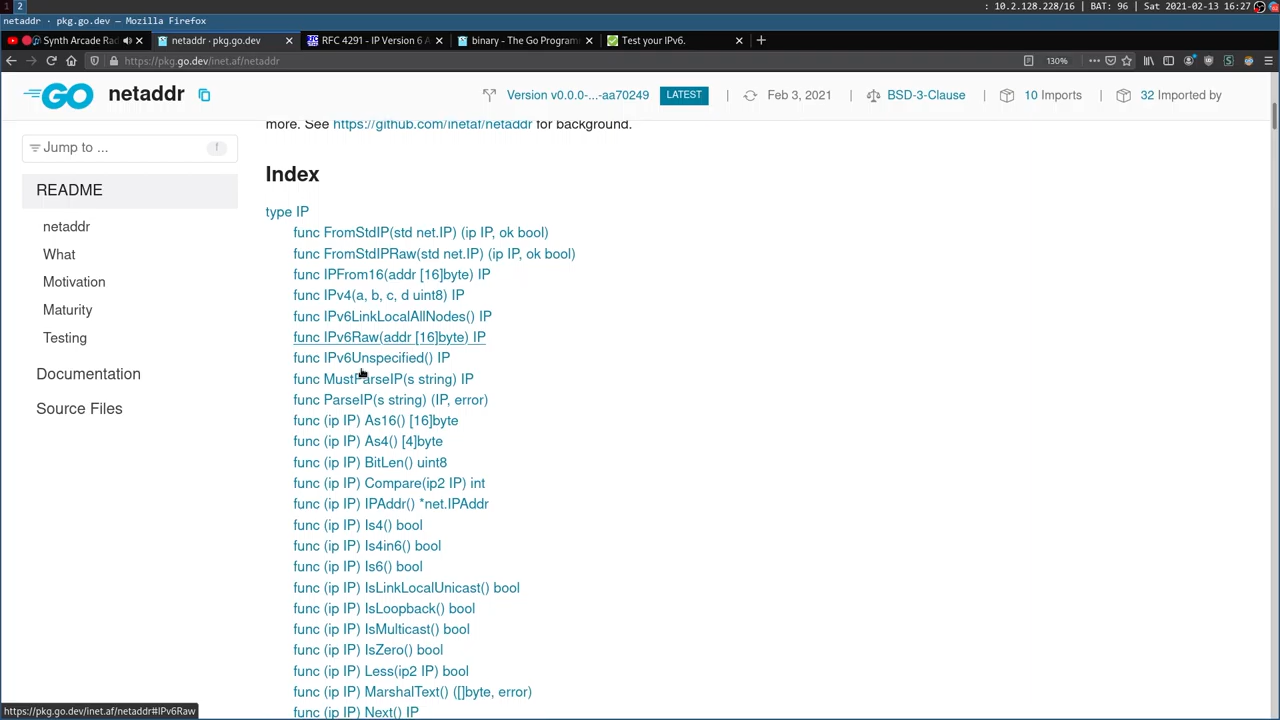 1 2
: 10.2.128.228/16 | BAT: 96 | Sat 2021-02-13 16:27
netaddr · pkg.go.dev — Mozilla Firefox
Synth Arcade Rad
netaddr · pkg.go.dev
RFC 4291 - IP Version 6 A
binary - The Go Program
Test your IPv6.
https://pkg.go.dev/inet.af/netaddr
130%
GO
netaddr
Version v0.0.0-...-aa70249
LATEST
Feb 3, 2021
BSD-3-Clause
10 Imports
32 Imported by
more. See https://github.com/inetaf/netaddr for background.
Jump to ...
f
README
netaddr
What
Motivation
Maturity
Testing
Documentation
Source Files
Index
type IP
func FromStdIP(std net.IP) (ip IP, ok bool)
func FromStdIPRaw(std net.IP) (ip IP, ok bool)
func IPFrom16(addr [16]byte) IP
func IPv4(a, b, c, d uint8) IP
func IPv6LinkLocalAllNodes() IP
func IPv6Raw(addr [16]byte) IP
func IPv6Unspecified() IP
func MustParseIP(s string) IP
func ParseIP(s string) (IP, error)
func (ip IP) As16() [16]byte
func (ip IP) As4() [4]byte
func (ip IP) BitLen() uint8
func (ip IP) Compare(ip2 IP) int
func (ip IP) IPAddr() *net.IPAddr
func (ip IP) Is4() bool
func (ip IP) Is4in6() bool
func (ip IP) Is6() bool
func (ip IP) IsLinkLocalUnicast() bool
func (ip IP) IsLoopback() bool
func (ip IP) IsMulticast() bool
func (ip IP) IsZero() bool
func (ip IP) Less(ip2 IP) bool
func (ip IP) MarshalText() ([]byte, error)
func (ip IP) Next() IP
https://pkg.go.dev/inet.af/netaddr#IPv6Raw